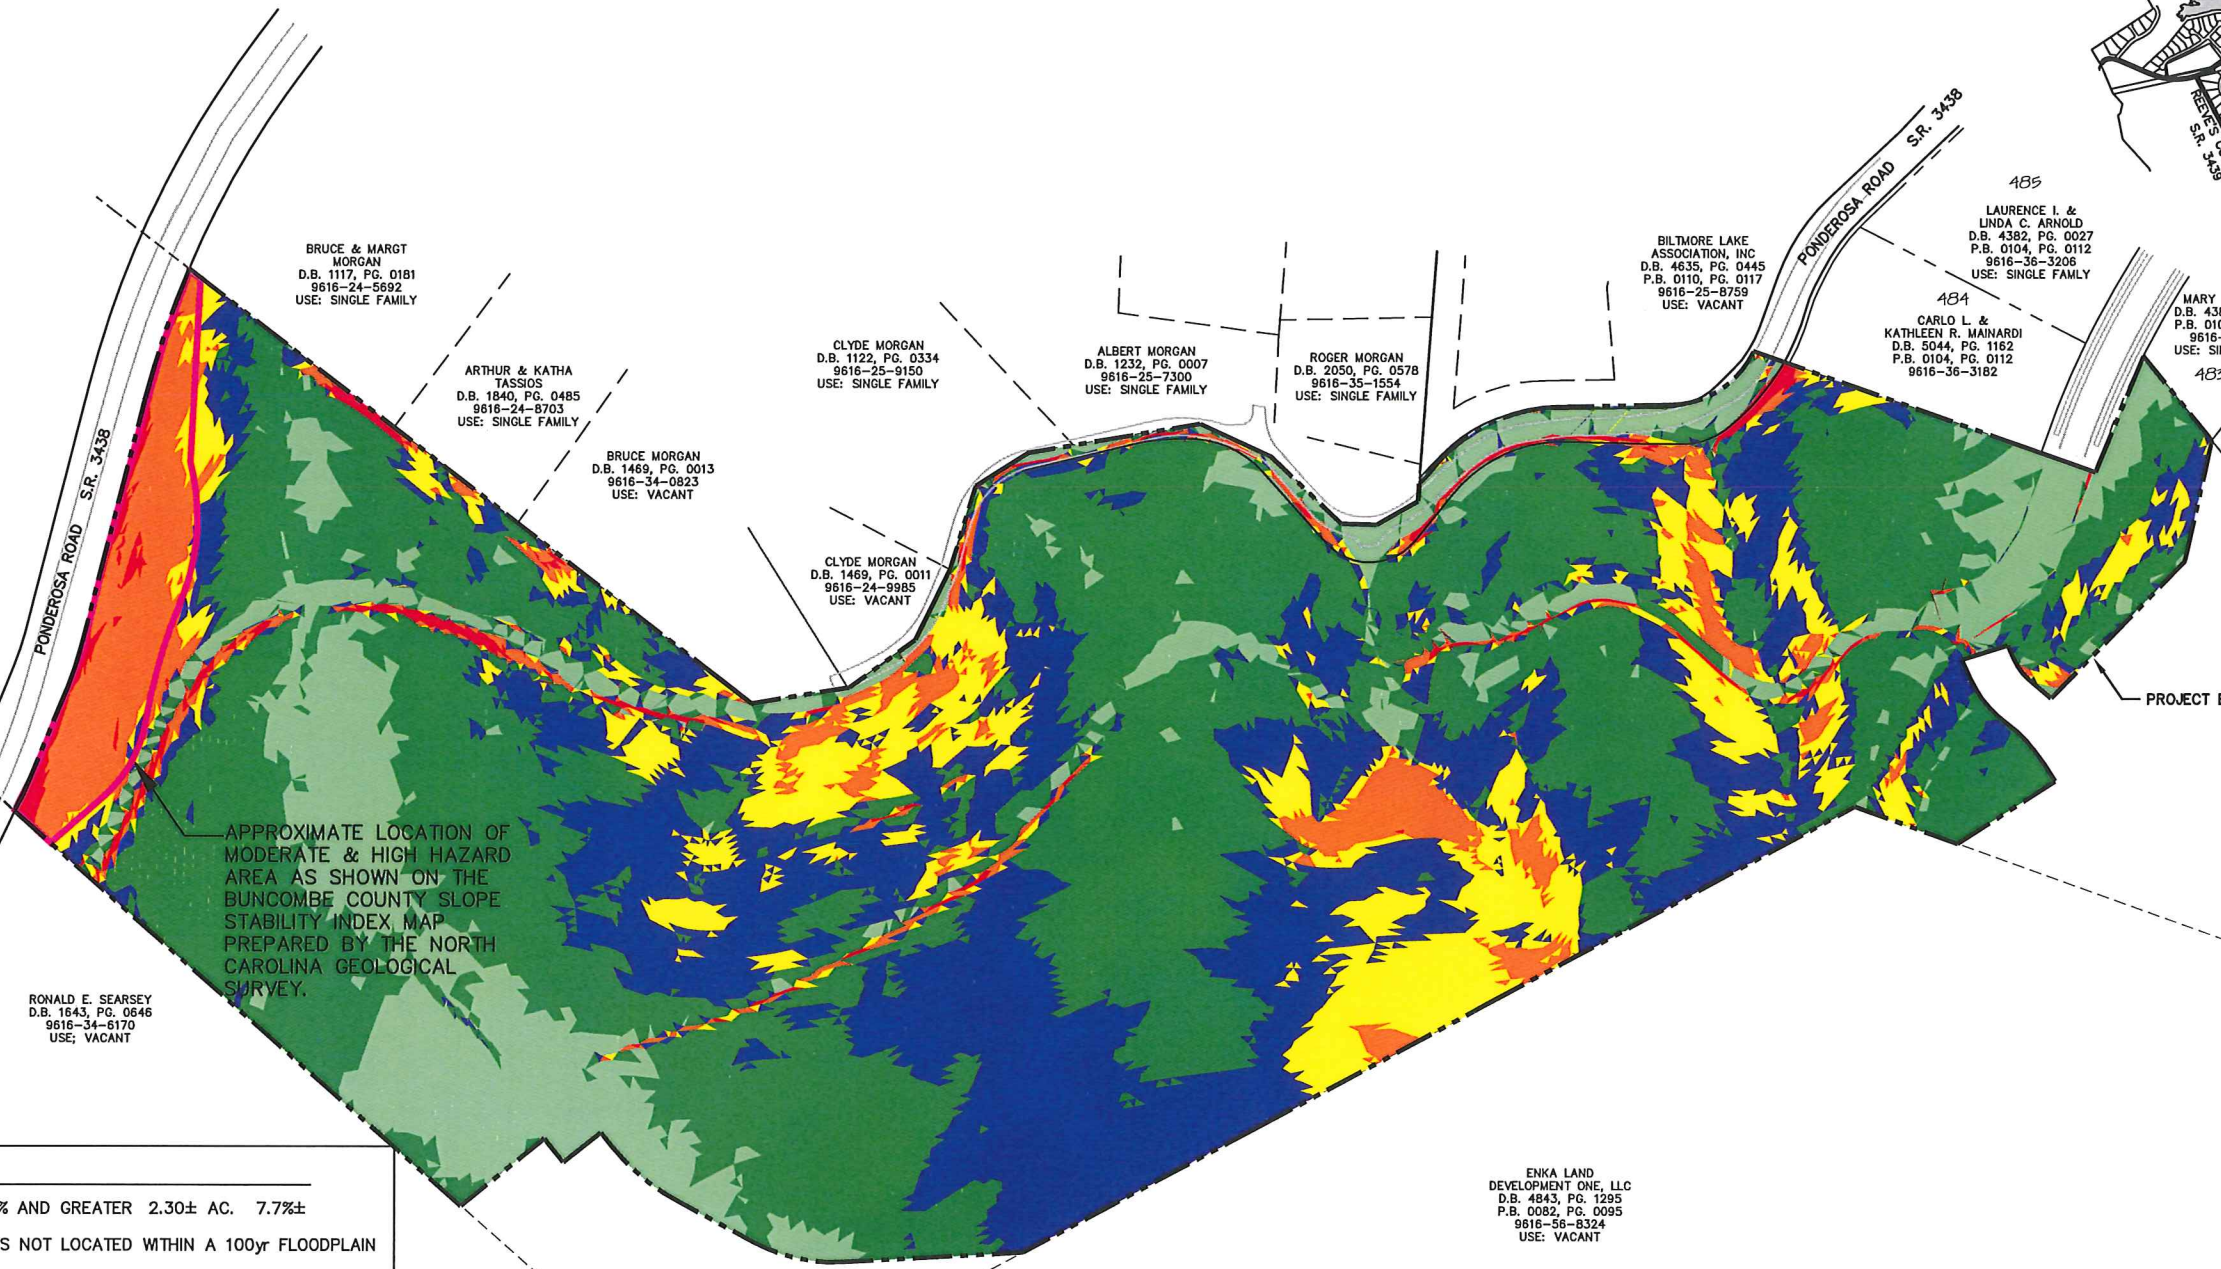 PONDEROSA ROAD S.R. 3438
BRUCE & MARGT
MORGAN
D.B. 1117, PG. 0181
9616-24-5692
USE: SINGLE FAMILY
ARTHUR & KATHA
TASSIOS
D.B. 1840, PG. 0485
9616-24-8703
USE: SINGLE FAMILY
BRUCE MORGAN
D.B. 1469, PG. 0013
9616-34-0823
USE: VACANT
CLYDE MORGAN
D.B. 1122, PG. 0334
9616-25-9150
USE: SINGLE FAMILY
CLYDE MORGAN
D.B. 1469, PG. 0011
9616-24-9985
USE: VACANT
ALBERT MORGAN
D.B. 1232, PG. 0007
9616-25-7300
USE: SINGLE FAMILY
ROGER MORGAN
D.B. 2050, PG. 0578
9616-35-1554
USE: SINGLE FAMILY
BILTMORE LAKE
ASSOCIATION, INC
D.B. 4635, PG. 0445
P.B. 0110, PG. 0117
9616-25-8759
USE: VACANT
PONDEROSA ROAD S.R. 3438
485
LAURENCE I. &
LINDA C. ARNOLD
D.B. 4382, PG. 0027
P.B. 0104, PG. 0112
9616-36-3206
USE: SINGLE FAMLY
484
CARLO L. &
KATHLEEN R. MAINARDI
D.B. 5044, PG. 1162
P.B. 0104, PG. 0112
9616-36-3182
REEVE'S
S.R. 3439
MARY
D.B. 438
P.B. 010
9616-
USE: SI
483
PROJECT
APPROXIMATE LOCATION OF
MODERATE & HIGH HAZARD
AREA AS SHOWN ON THE
BUNCOMBE COUNTY SLOPE
STABILITY INDEX MAP
PREPARED BY THE NORTH
CAROLINA GEOLOGICAL
SURVEY.
RONALD E. SEARSEY
D.B. 1643, PG. 0646
9616-34-6170
USE; VACANT
% AND GREATER 2.30± AC. 7.7%±
S NOT LOCATED WITHIN A 100yr FLOODPLAIN
ENKA LAND
DEVELOPMENT ONE, LLC
D.B. 4843, PG. 1295
P.B. 0082, PG. 0095
9616-56-8324
USE: VACANT